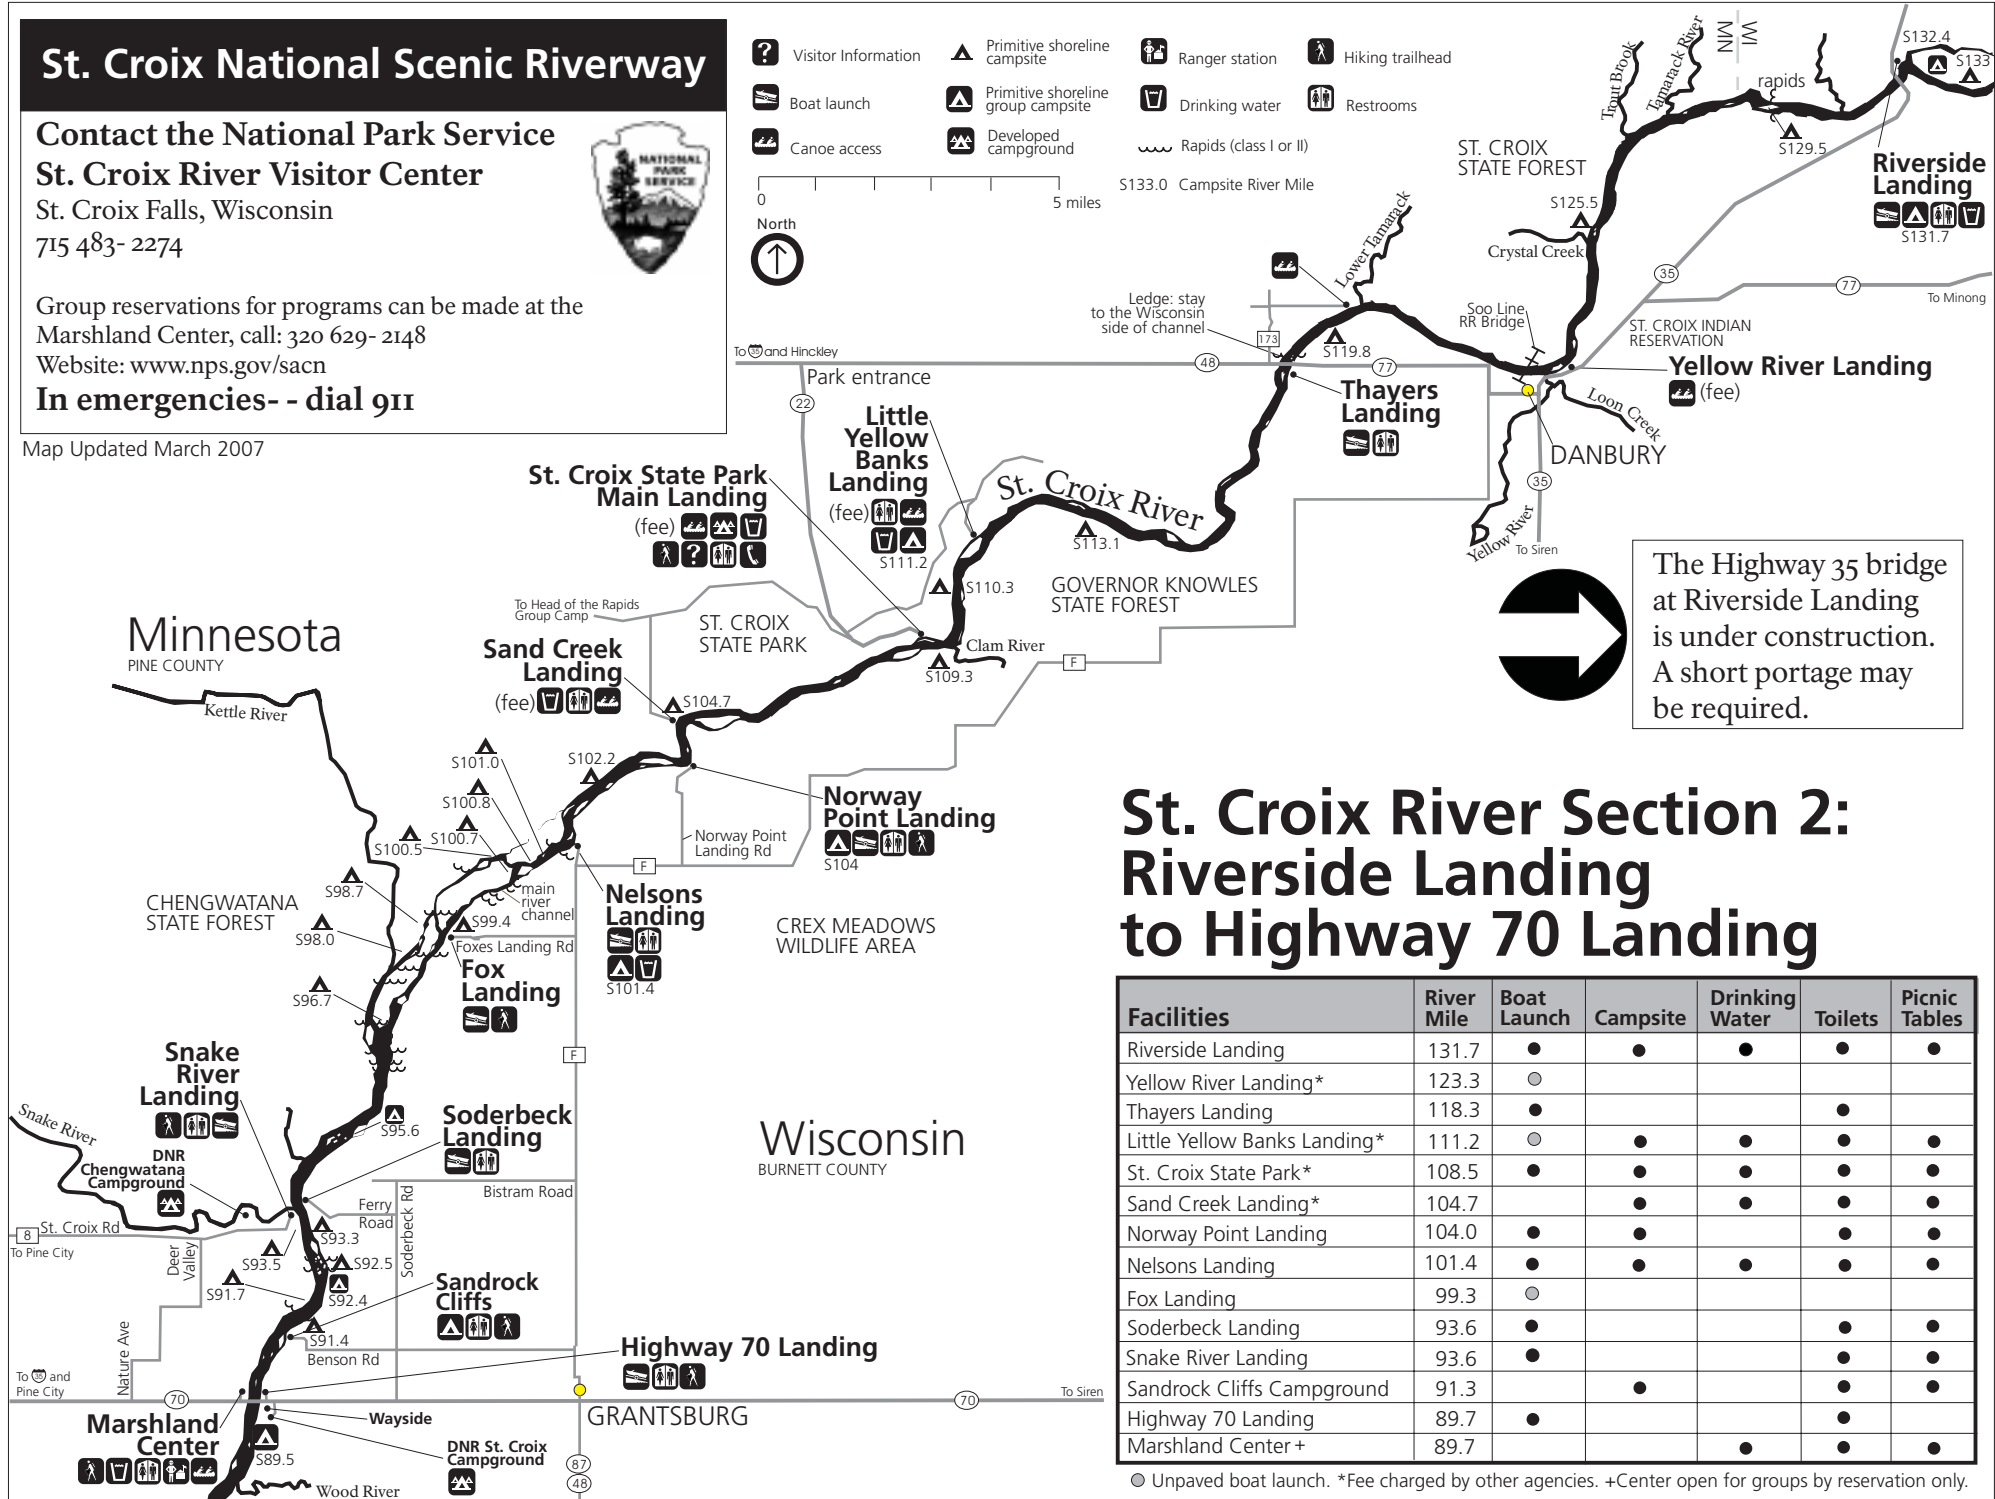 St. Croix National Scenic Riverway
Contact the National Park Service
St. Croix River Visitor Center
St. Croix Falls, Wisconsin
715 483- 2274
Group reservations for programs can be made at the
Marshland Center, call: 320 629- 2148
Website: www.nps.gov/sacn
In emergencies- - dial 911
NATIONAL
PARK
SERVICE
Map Updated March 2007
Visitor Information
Boat launch
Canoe access
Primitive shoreline
campsite
Primitive shoreline
group campsite
Developed
campground
Ranger station
Drinking water
Rapids (class I or II)
S133.0 Campsite River Mile
Hiking trailhead
Restrooms
0
5 miles
North
Trout Brook
Tamarack River
MN
WI
rapids
S132.4
S133
S129.5
Riverside
Landing
S131.7
ST. CROIX
STATE FOREST
S125.5
Crystal Creek
Lower Tamarack
35
77
To Minong
Ledge: stay
to the Wisconsin
side of channel
173
S119.8
Soo Line
RR Bridge
ST. CROIX INDIAN
RESERVATION
Yellow River Landing
(fee)
To 35 and Hinckley
48
77
Park entrance
22
Thayers
Landing
Loon Creek
DANBURY
35
Yellow River
To Siren
Little
Yellow
Banks
Landing
(fee)
S111.2
St. Croix State Park
Main Landing
(fee)
St. Croix River
S113.1
S110.3
GOVERNOR KNOWLES
STATE FOREST
The Highway 35 bridge
at Riverside Landing
is under construction.
A short portage may
be required.
To Head of the Rapids
Group Camp
ST. CROIX
STATE PARK
Clam River
S109.3
F
Minnesota
PINE COUNTY
Sand Creek
Landing
(fee)
S104.7
Kettle River
S101.0
S102.2
S100.8
S100.7
S100.5
Norway
Point Landing
S104
Norway Point
Landing Rd
F
S98.7
main
river
channel
Nelsons
Landing
S101.4
CHENGWATANA
STATE FOREST
S98.0
S99.4
Foxes Landing Rd
CREX MEADOWS
WILDLIFE AREA
Fox
Landing
S96.7
F
Snake
River
Landing
Snake River
S95.6
Soderbeck
Landing
Wisconsin
BURNETT COUNTY
DNR
Chengwatana
Campground
Bistram Road
Ferry
Road
Soderbeck Rd
8
St. Croix Rd
To Pine City
Deer
Valley
S93.3
S93.5
S92.5
S91.7
S92.4
Sandrock
Cliffs
S91.4
Benson Rd
Nature Ave
Highway 70 Landing
To 35 and
Pine City
70
70
To Siren
GRANTSBURG
Marshland
Center
Wayside
S89.5
DNR St. Croix
Campground
87
48
Wood River
St. Croix River Section 2:
Riverside Landing
to Highway 70 Landing
Facilities River Mile Boat Launch Campsite Drinking Water Toilets Picnic Tables
Riverside Landing 131.7
Yellow River Landing* 123.3
Thayers Landing 118.3
Little Yellow Banks Landing* 111.2
St. Croix State Park* 108.5
Sand Creek Landing* 104.7
Norway Point Landing 104.0
Nelsons Landing 101.4
Fox Landing 99.3
Soderbeck Landing 93.6
Snake River Landing 93.6
Sandrock Cliffs Campground 91.3
Highway 70 Landing 89.7
Marshland Center+ 89.7
Unpaved boat launch. *Fee charged by other agencies. +Center open for groups by reservation only.